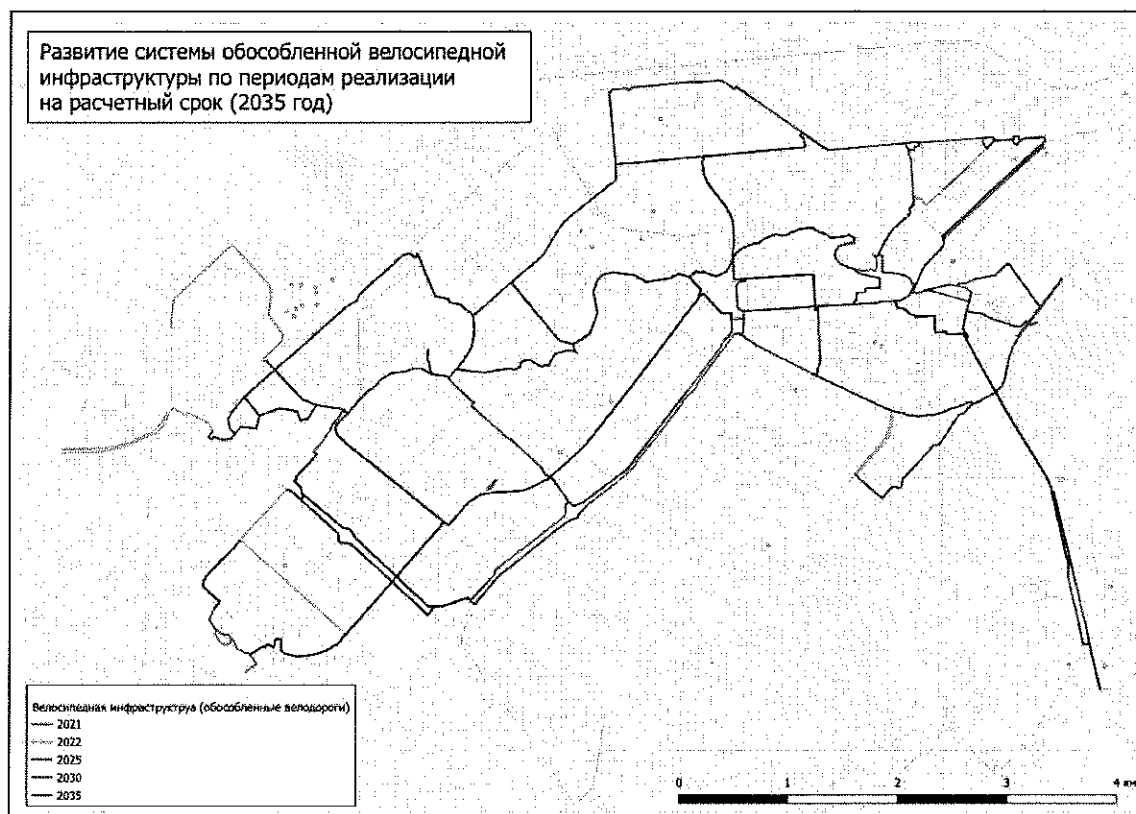 Развитие системы обособленной велосипедной
инфраструктуры по периодам реализации
на расчетный срок (2035 год)
Велосипедная инфраструктруа (обособленные велодороги)
2021
2022
2025
2030
2035
0 1 2 3 4 км